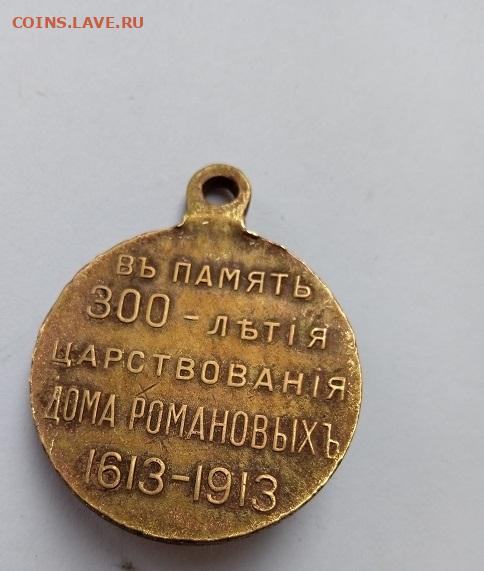 COINS.LAVE.RU
ВЪ ПАМЯТЬ
300-ЛѢТІЯ
ЦАРСТВОВАНІЯ
ДОМА РОМАНОВЫХЪ
1613-1913